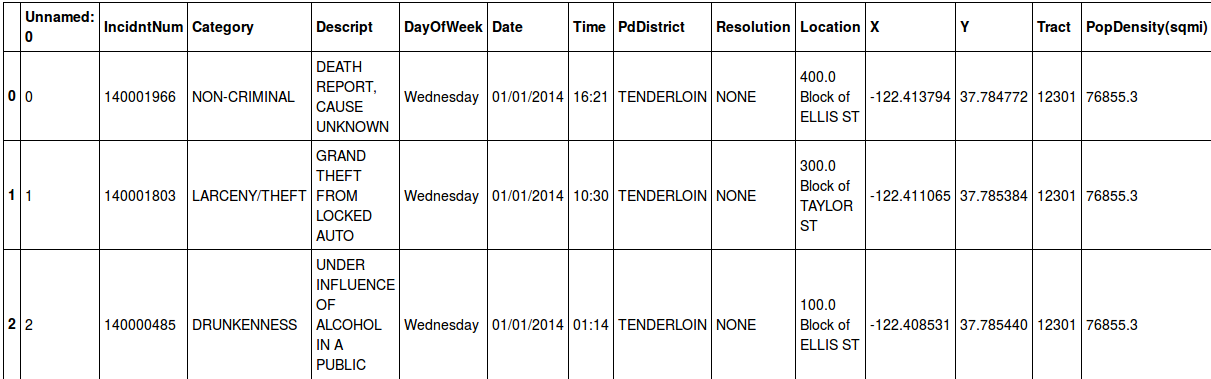 Unnamed: 0 IncidntNum Category Descript DayOfWeek Date Time PdDistrict Resolution Location X Y Tract PopDensity(sqmi)
0 0 140001966 NON-CRIMINAL DEATH REPORT, CAUSE UNKNOWN Wednesday 01/01/2014 16:21 TENDERLOIN NONE 400.0 Block of ELLIS ST -122.413794 37.784772 12301 76855.3
1 1 140001803 LARCENY/THEFT GRAND THEFT FROM LOCKED AUTO Wednesday 01/01/2014 10:30 TENDERLOIN NONE 300.0 Block of TAYLOR ST -122.411065 37.785384 12301 76855.3
2 2 140000485 DRUNKENNESS UNDER INFLUENCE OF ALCOHOL IN A PUBLIC Wednesday 01/01/2014 01:14 TENDERLOIN NONE 100.0 Block of ELLIS ST -122.408531 37.785440 12301 76855.3